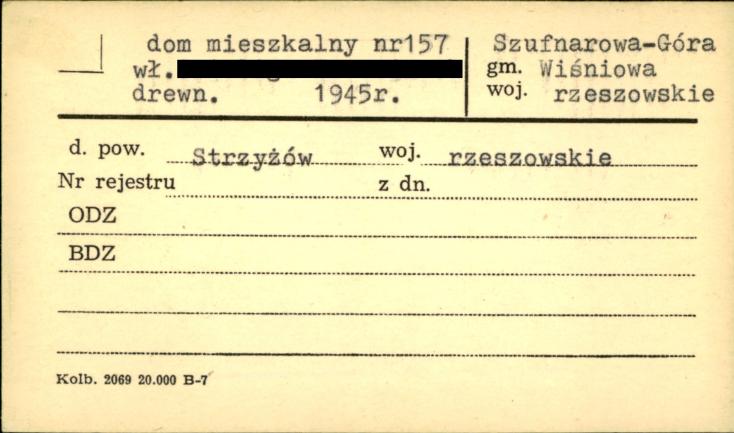 dom mieszkalny nr157
wł.
drewn. 1945r.
Szufnarowa-Góra
gm. Wiśniowa
woj. rzeszowskie
d. pow. Strzyżów woj. rzeszowskie
Nr rejestru z dn.
ODZ
BDZ
Kolb. 2069 20.000 B-7